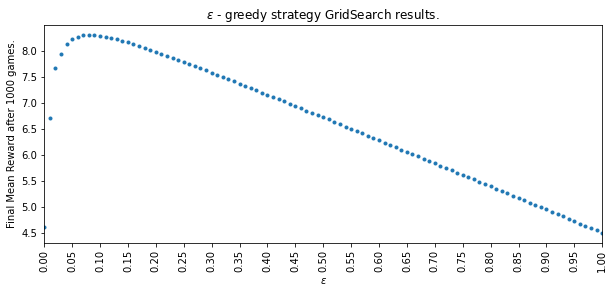 ε - greedy strategy GridSearch results.
Final Mean Reward after 1000 games.
8.0
7.5
7.0
6.5
6.0
5.5
5.0
4.5
0.00 0.05 0.10 0.15 0.20 0.25 0.30 0.35 0.40 0.45 0.50 0.55 0.60 0.65 0.70 0.75 0.80 0.85 0.90 0.95 1.00
ε